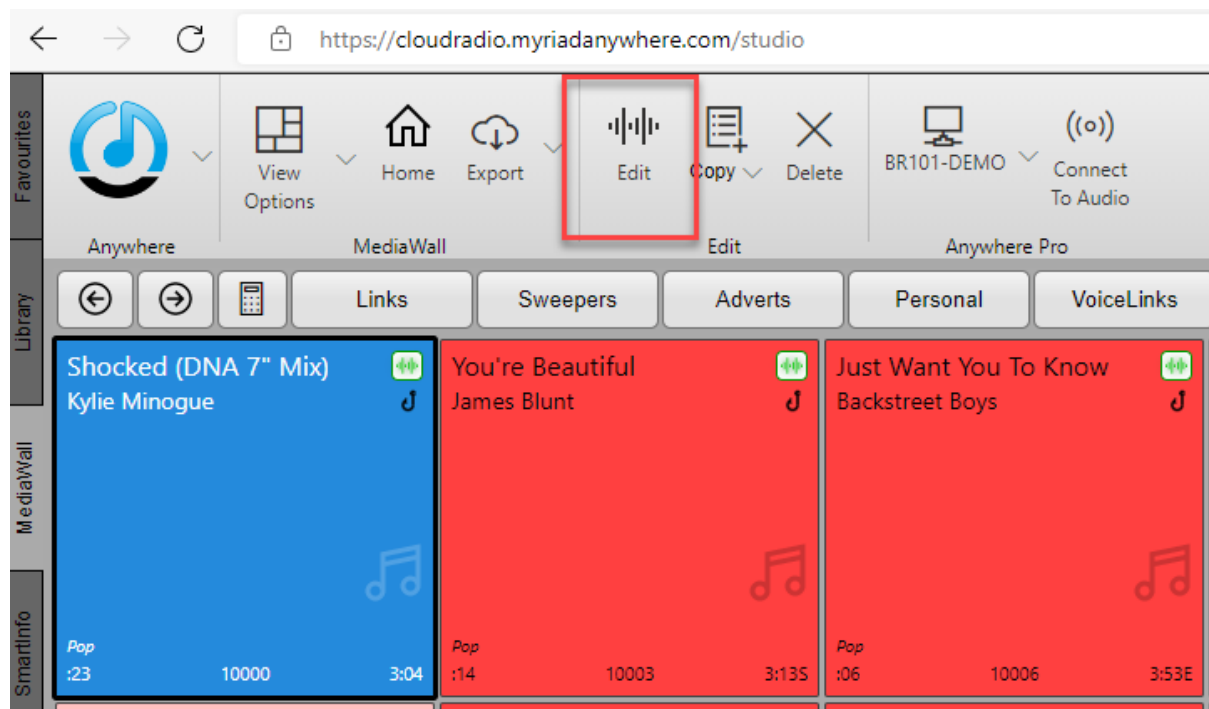 https://cloudradio.myriadanywhere.com/studio
Favourites
Library
MediaWall
SmartInfo
View
Options
Home
Export
Edit
Copy
Delete
BR101-DEMO
Connect
To Audio
Anywhere
MediaWall
Edit
Anywhere Pro
Links
Sweepers
Adverts
Personal
VoiceLinks
Shocked (DNA 7" Mix)
Kylie Minogue
Pop
:23 10000 3:04
You're Beautiful
James Blunt
Pop
:14 10003 3:13S
Just Want You To Know
Backstreet Boys
Pop
:06 10006 3:53E